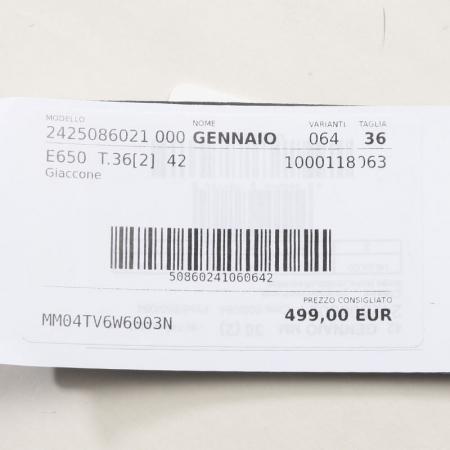 MODELLO NOME VARIANTI TAGLIA
2425086021 000 GENNAIO 064 36
E650 T.36[2] 42 1000118063
Giaccone
50860241060642
PREZZO CONSIGLIATO
MM04TV6W6003N 499,00 EUR